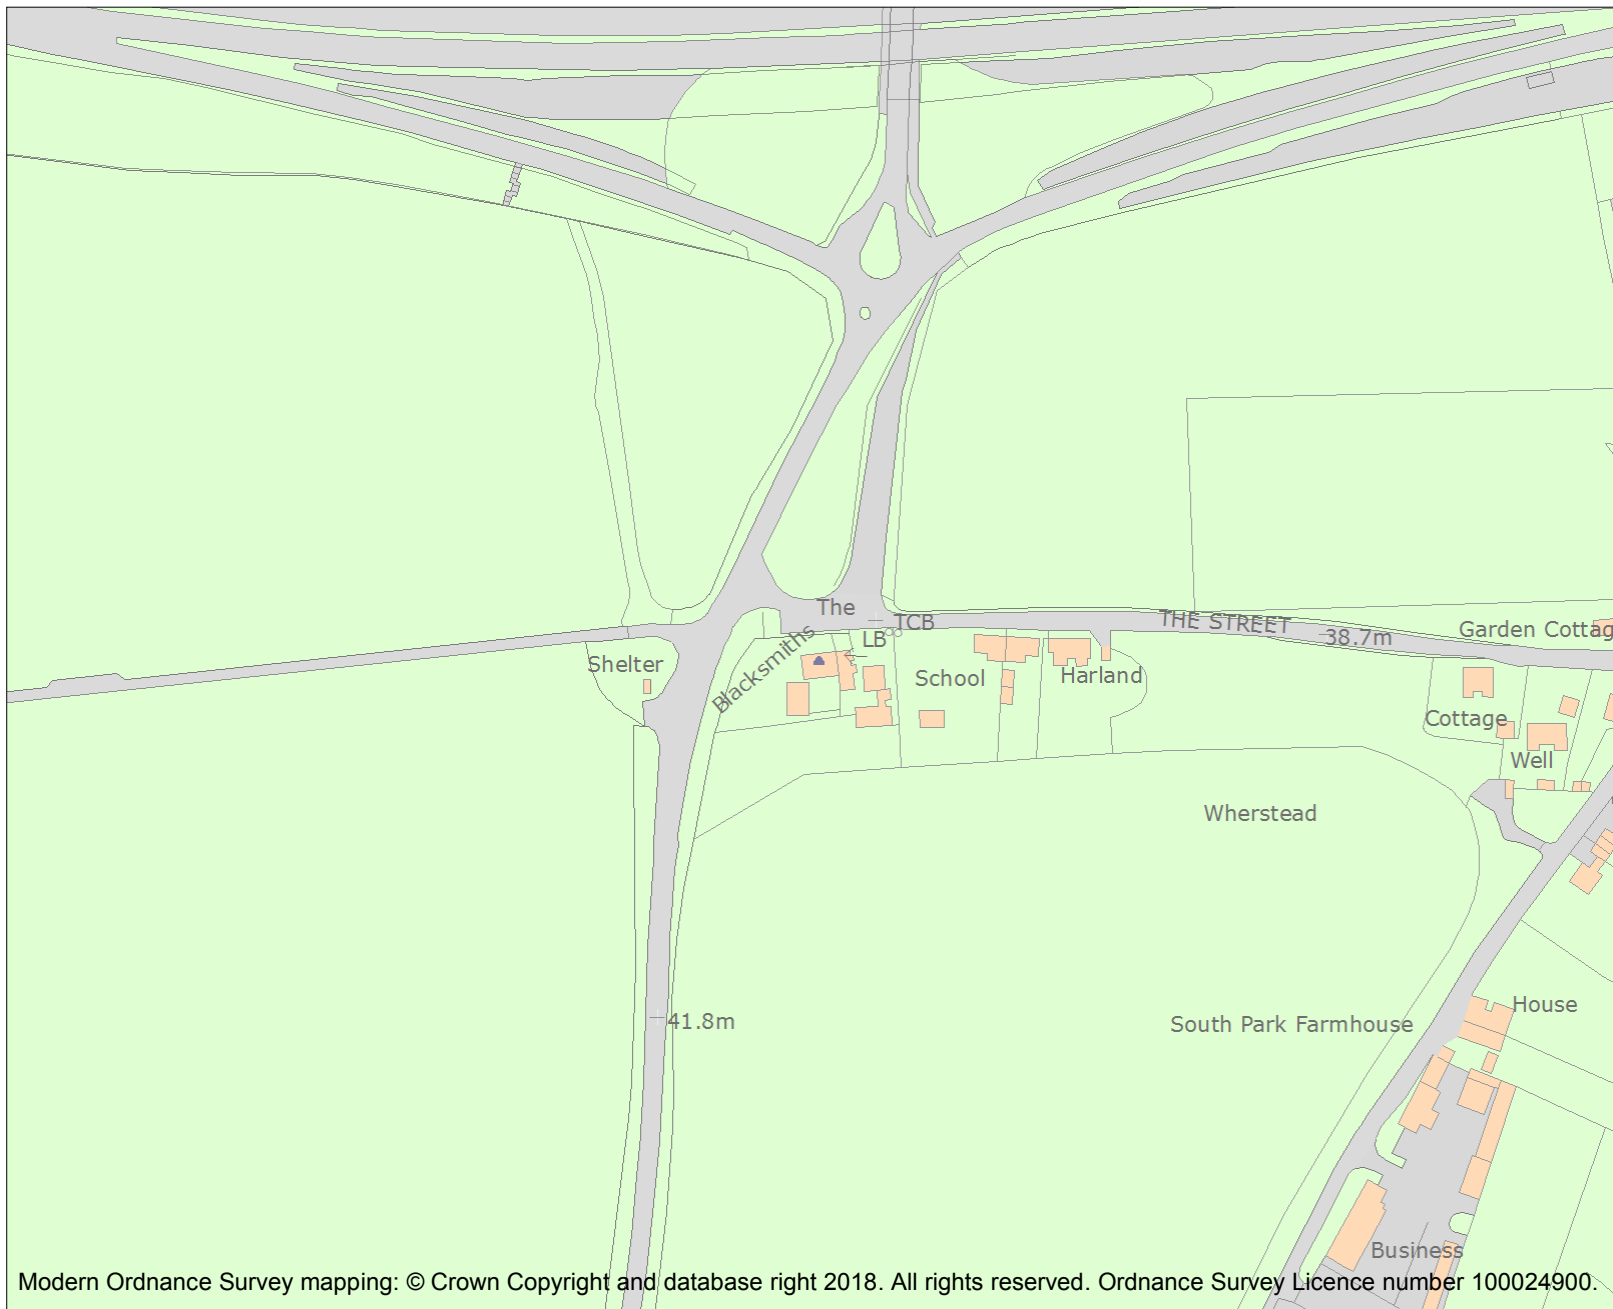 The
TCB
THE STREET
LB
38.7m
Garden Cottag
Blacksmiths
Shelter
School
Harland
Cottage
Well
Wherstead
House
41.8m
South Park Farmhouse
Business
Modern Ordnance Survey mapping: © Crown Copyright and database right 2018. All rights reserved. Ordnance Survey Licence number 100024900.